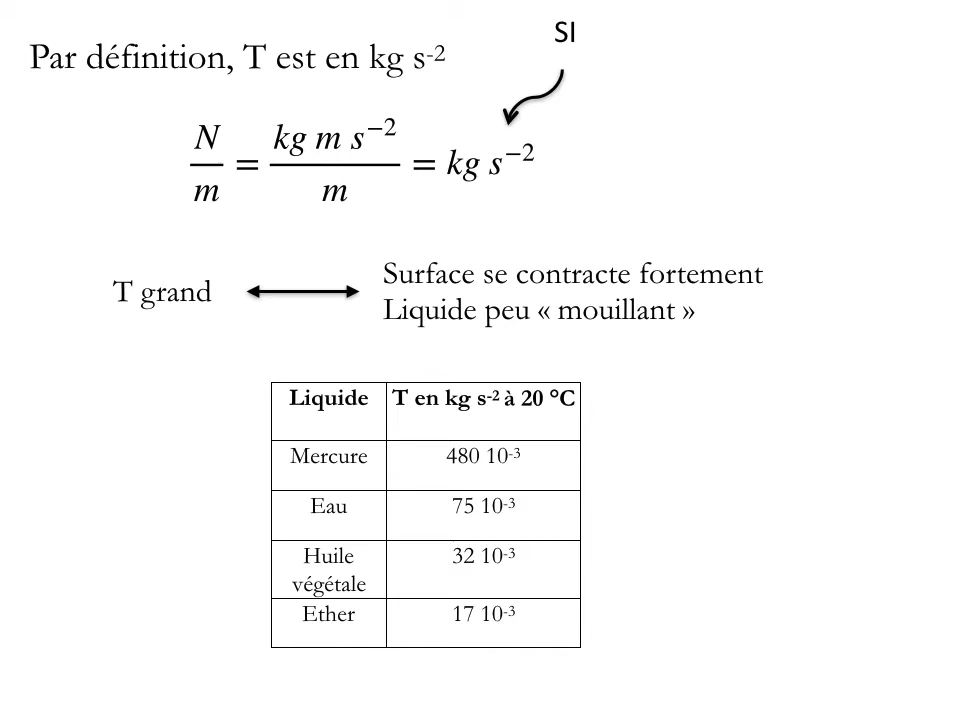 SI
Par définition, T est en kg s-2
N/m = kg m s−2/m = kg s−2
Surface se contracte fortement
T grand
Liquide peu « mouillant »
Liquide T en kg s-2 à 20 °C
Mercure 480 10-3
Eau 75 10-3
Huile 32 10-3
végétale
Ether 17 10-3